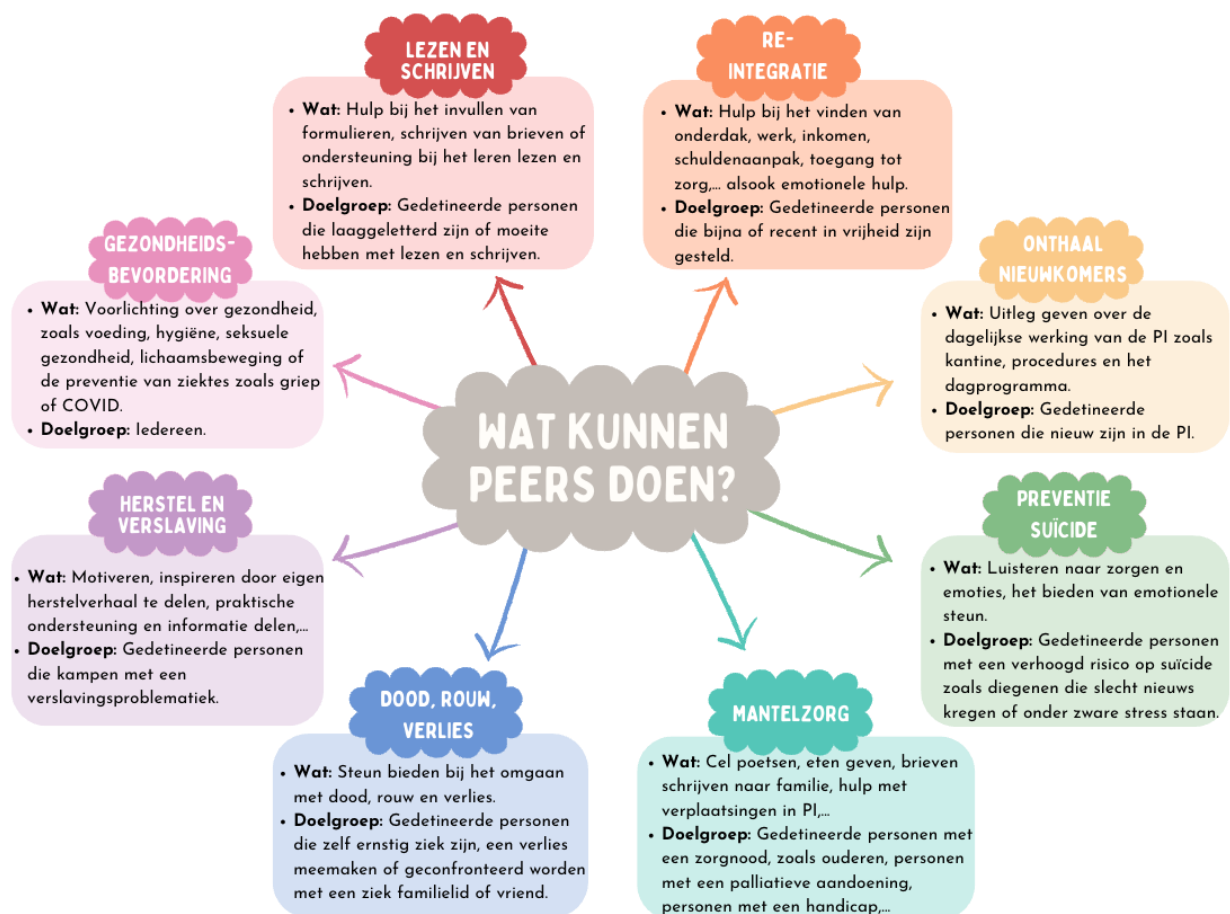 WAT KUNNEN
PEERS DOEN?
LEZEN EN
SCHRIJVEN
• Wat: Hulp bij het invullen van
formulieren, schrijven van brieven of
ondersteuning bij het leren lezen en
schrijven.
• Doelgroep: Gedetineerde personen
die laaggeletterd zijn of moeite
hebben met lezen en schrijven.
RE-
INTEGRATIE
• Wat: Hulp bij het vinden van
onderdak, werk, inkomen,
schuldenaanpak, toegang tot
zorg,... alsook emotionele hulp.
• Doelgroep: Gedetineerde personen
die bijna of recent in vrijheid zijn
gesteld.
ONTHAAL
NIEUWKOMERS
• Wat: Uitleg geven over de
dagelijkse werking van de PI zoals
kantine, procedures en het
dagprogramma.
• Doelgroep: Gedetineerde
personen die nieuw zijn in de PI.
PREVENTIE
SUÏCIDE
• Wat: Luisteren naar zorgen en
emoties, het bieden van emotionele
steun.
• Doelgroep: Gedetineerde personen
met een verhoogd risico op suïcide
zoals diegenen die slecht nieuws
kregen of onder zware stress staan.
MANTELZORG
• Wat: Cel poetsen, eten geven, brieven
schrijven naar familie, hulp met
verplaatsingen in PI,...
• Doelgroep: Gedetineerde personen met
een zorgnood, zoals ouderen, personen
met een palliatieve aandoening,
personen met een handicap,...
DOOD, ROUW,
VERLIES
• Wat: Steun bieden bij het omgaan
met dood, rouw en verlies.
• Doelgroep: Gedetineerde personen
die zelf ernstig ziek zijn, een verlies
meemaken of geconfronteerd worden
met een ziek familielid of vriend.
HERSTEL EN
VERSLAVING
• Wat: Motiveren, inspireren door eigen
herstelverhaal te delen, praktische
ondersteuning en informatie delen,...
• Doelgroep: Gedetineerde personen
die kampen met een
verslavingsproblematiek.
GEZONDHEIDS-
BEVORDERING
• Wat: Voorlichting over gezondheid,
zoals voeding, hygiëne, seksuele
gezondheid, lichaamsbeweging of
de preventie van ziektes zoals griep
of COVID.
• Doelgroep: Iedereen.